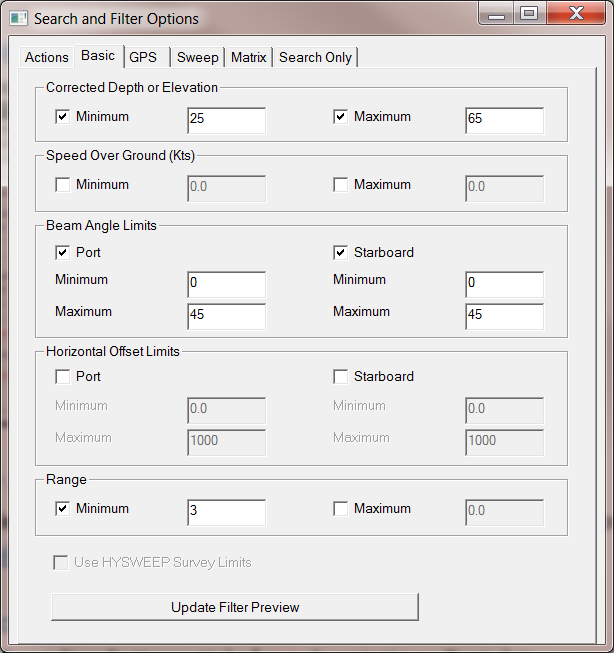 Search and Filter Options
Actions Basic GPS Sweep Matrix Search Only
Corrected Depth or Elevation
Minimum 25 Maximum 65
Speed Over Ground (Kts)
Minimum 0.0 Maximum 0.0
Beam Angle Limits
Port Starboard
Minimum 0 Minimum 0
Maximum 45 Maximum 45
Horizontal Offset Limits
Port Starboard
Minimum 0.0 Minimum 0.0
Maximum 1000 Maximum 1000
Range
Minimum 3 Maximum 0.0
Use HYSWEEP Survey Limits
Update Filter Preview